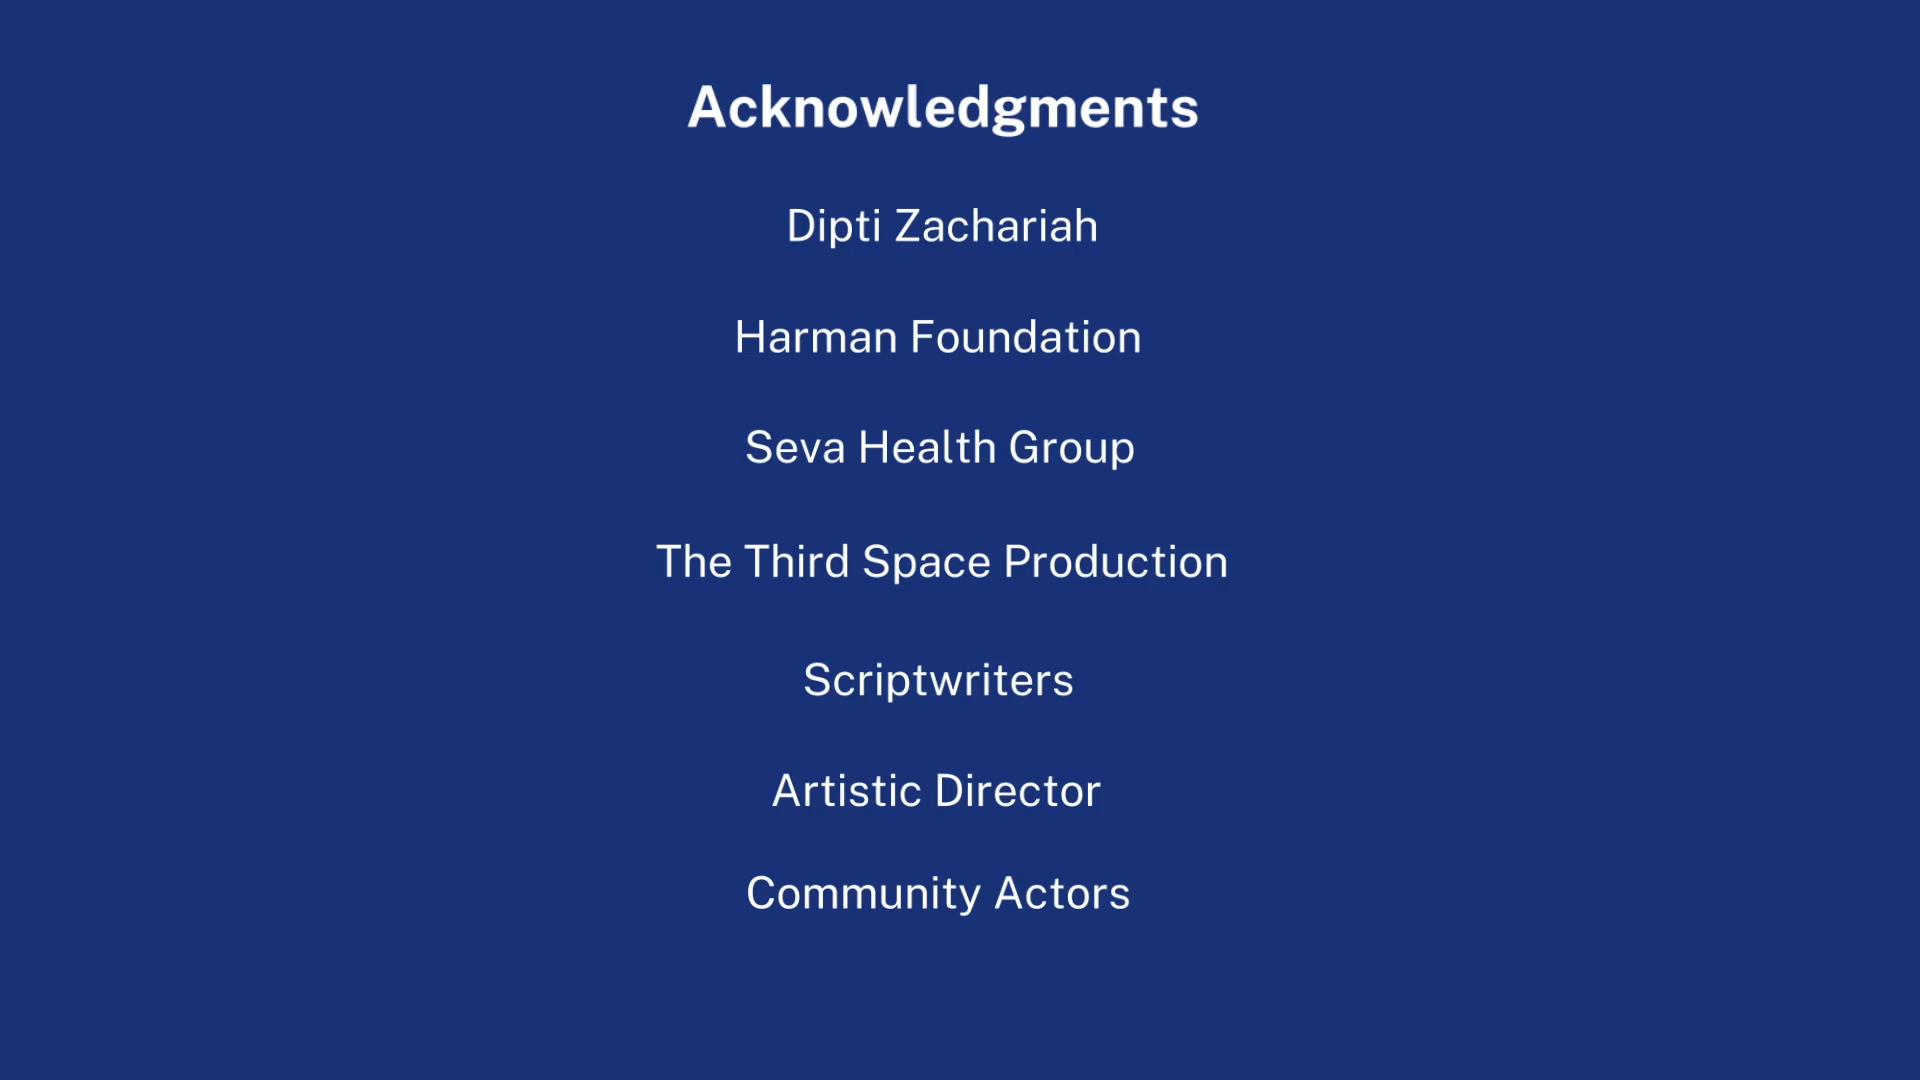 Acknowledgments
Dipti Zachariah
Harman Foundation
Seva Health Group
The Third Space Production
Scriptwriters
Artistic Director
Community Actors